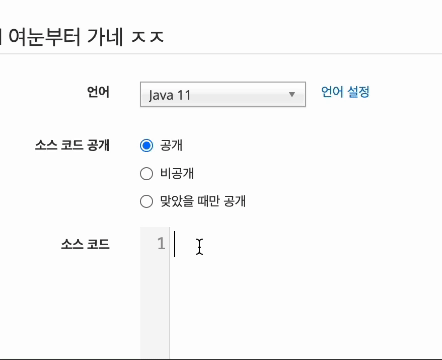 여눈부터 가네 ㅈㅈ
언어 Java 11 언어 설정
소스 코드 공개 공개
비공개
맞았을 때만 공개
소스 코드 1